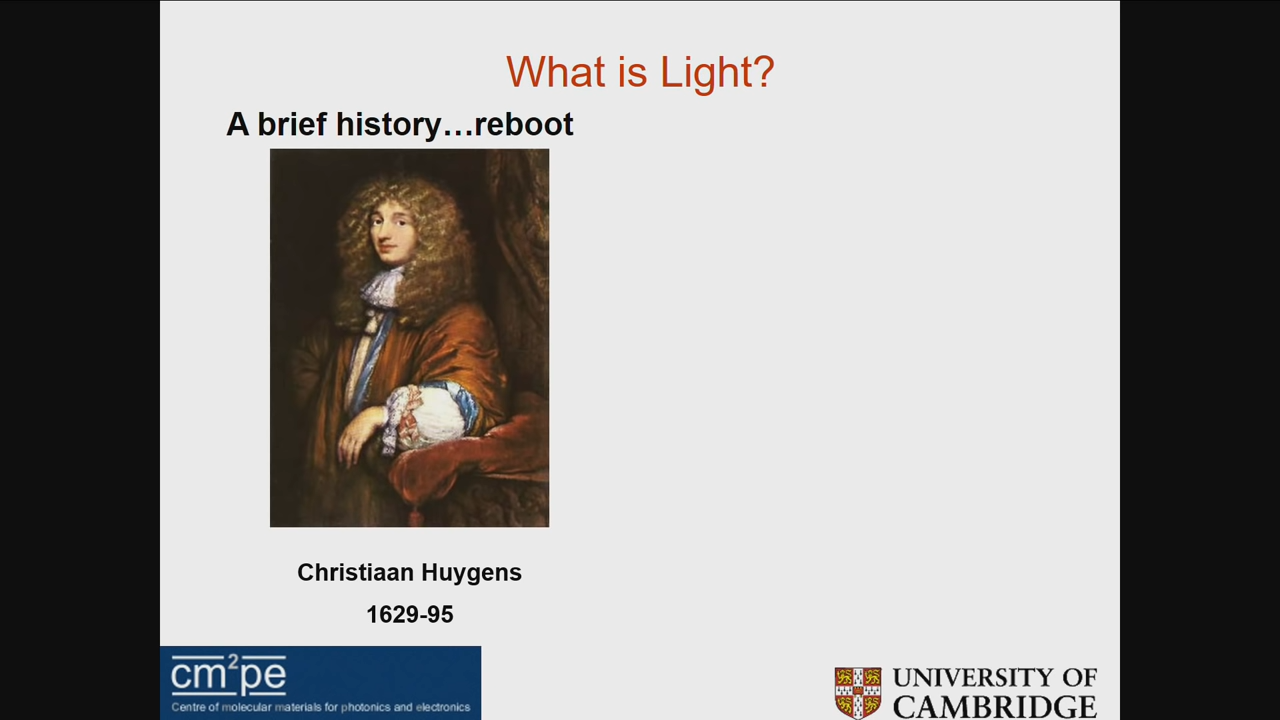 What is Light?
A brief history…reboot
Christiaan Huygens
1629-95
cm²pe
Centre of molecular materials for photonics and electronics
UNIVERSITY OF
CAMBRIDGE